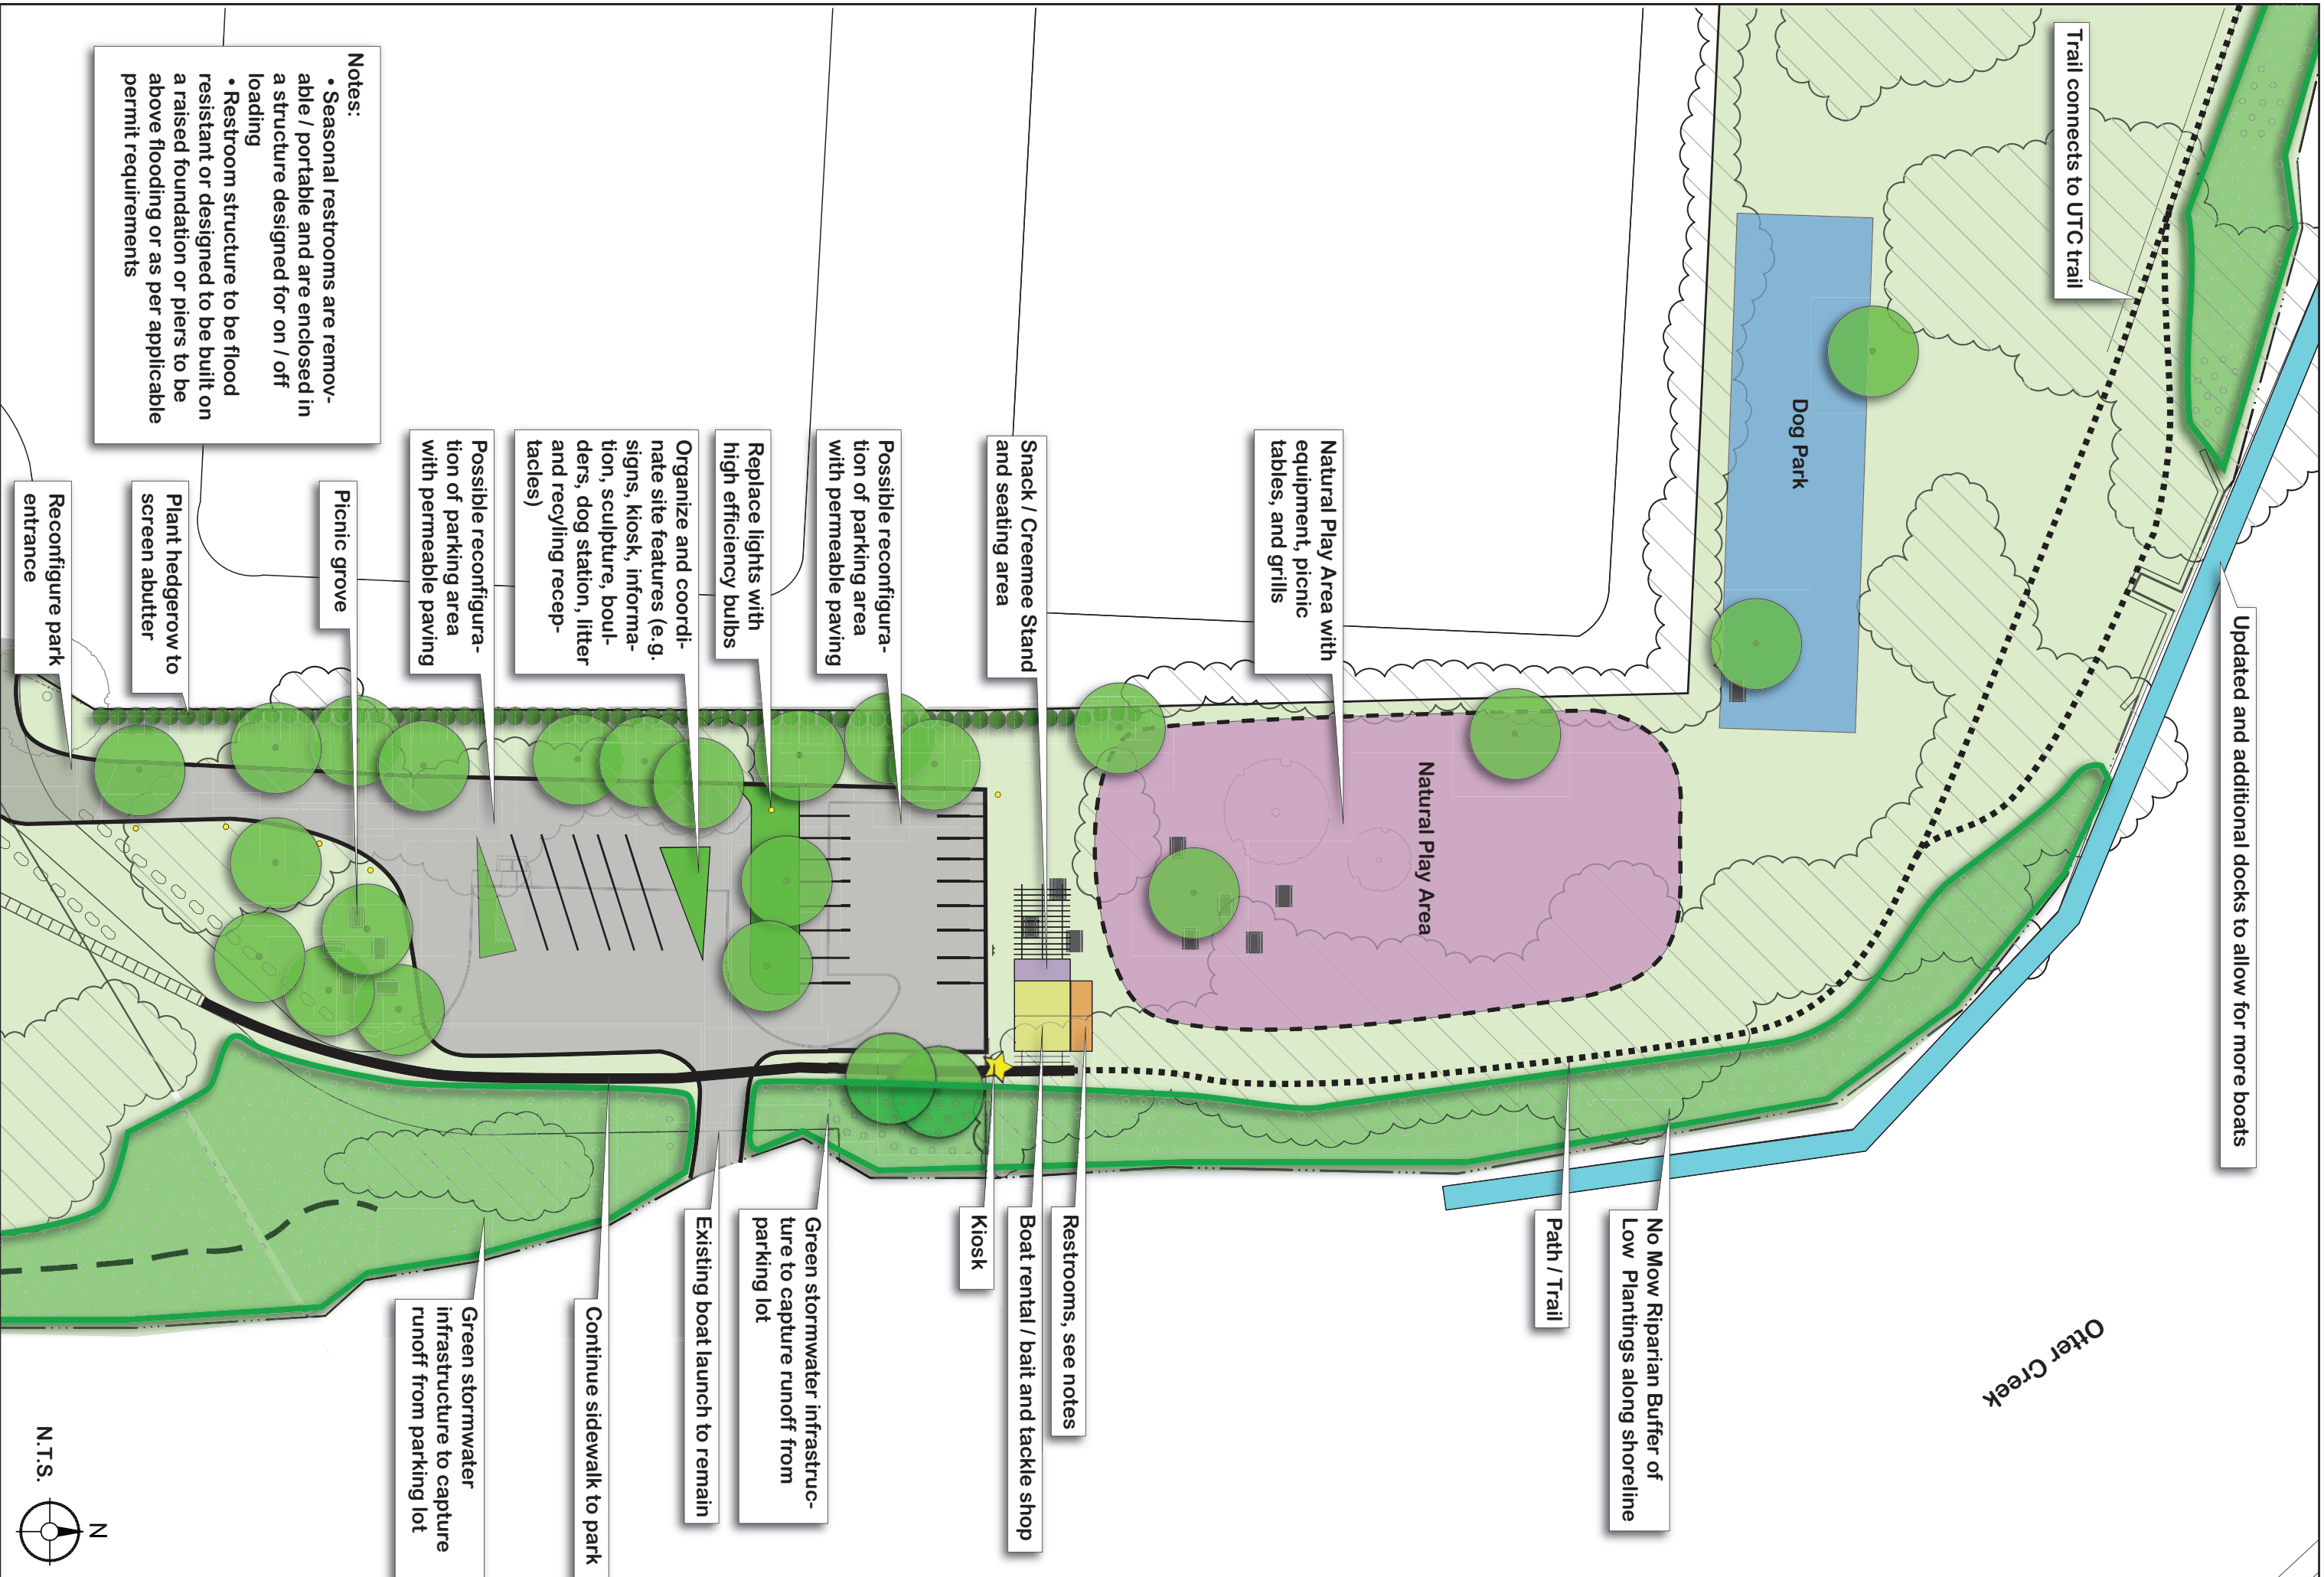 Trail connects to UTC trail
Updated and additional docks to allow for more boats
Dog Park
Natural Play Area with
equipment, picnic
tables, and grills
Natural Play Area
No Mow Riparian Buffer of
Low Plantings along shoreline
Path / Trail
Otter Creek
Snack / Creemee Stand
and seating area
Restrooms, see notes
Boat rental / bait and tackle shop
Kiosk
Possible reconfigura-
tion of parking area
with permeable paving
Green stormwater infrastruc-
ture to capture runoff from
parking lot
Replace lights with
high efficiency bulbs
Existing boat launch to remain
Organize and coordi-
nate site features (e.g.
signs, kiosk, informa-
tion, sculpture, boul-
ders, dog station, litter
and recyling recep-
tacles)
Continue sidewalk to park
Possible reconfigura-
tion of parking area
with permeable paving
Green stormwater
infrastructure to capture
runoff from parking lot
Picnic grove
Plant hedgerow to
screen abutter
Reconfigure park
entrance
Notes:
• Seasonal restrooms are remov-
able / portable and are enclosed in
a structure designed for on / off
loading
• Restroom structure to be flood
resistant or designed to be built on
a raised foundation or piers to be
above flooding or as per applicable
permit requirements
N.T.S.
N